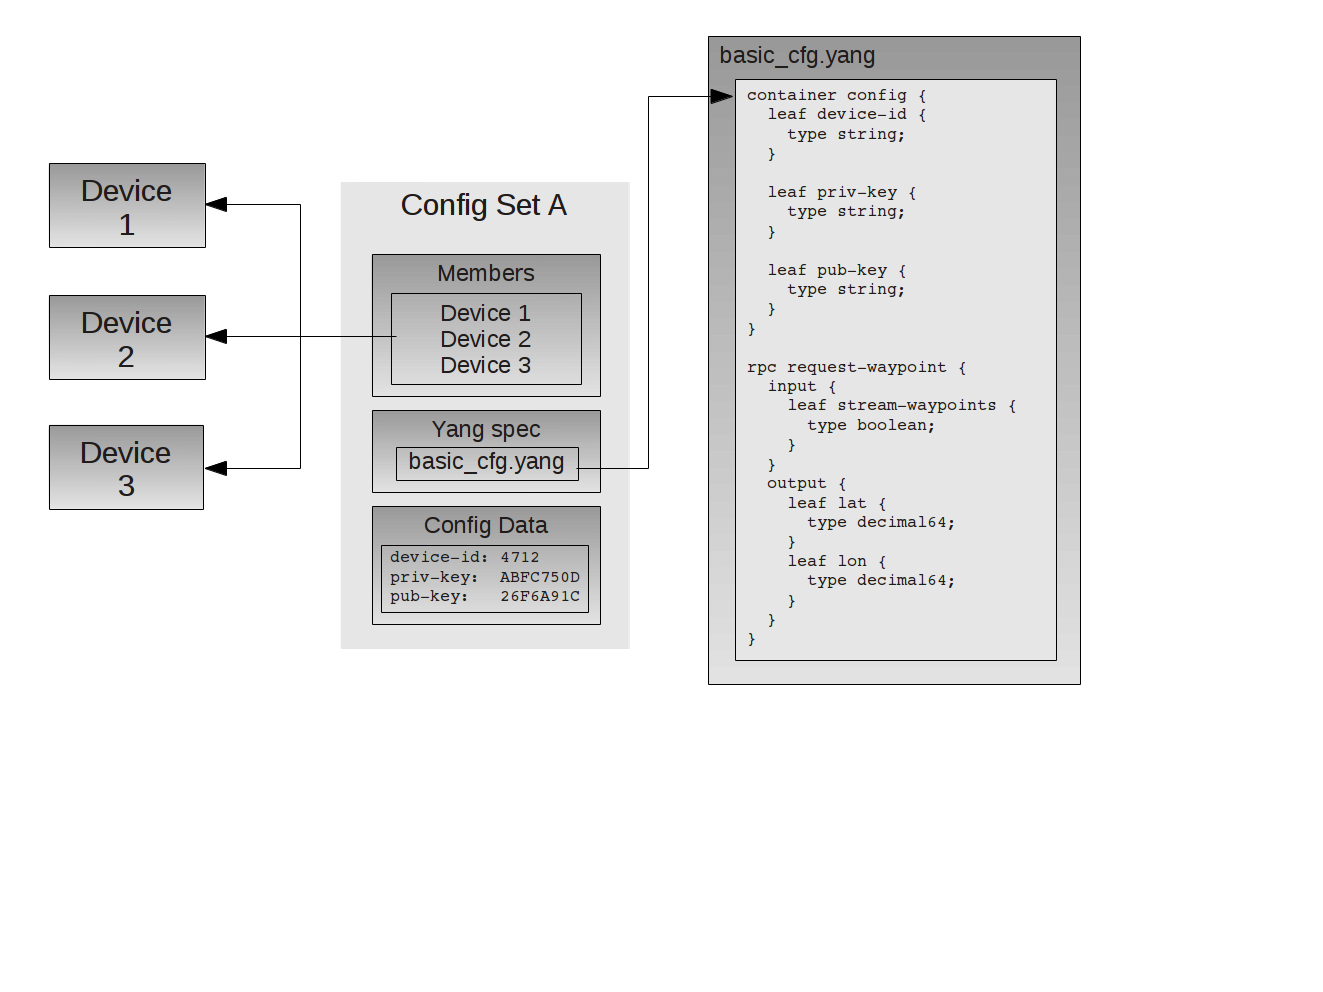 Device
1
Device
2
Device
3
Config Set A
Members
Device 1
Device 2
Device 3
Yang spec
basic_cfg.yang
Config Data
device-id: 4712
priv-key:  ABFC750D
pub-key:   26F6A91C
basic_cfg.yang
container config {
  leaf device-id {
    type string;
  }

  leaf priv-key {
    type string;
  }

  leaf pub-key {
    type string;
  }
}

rpc request-waypoint {
  input {
    leaf stream-waypoints {
      type boolean;
    }
  }
  output {
    leaf lat {
      type decimal64;
    }
    leaf lon {
      type decimal64;
    }
  }
}